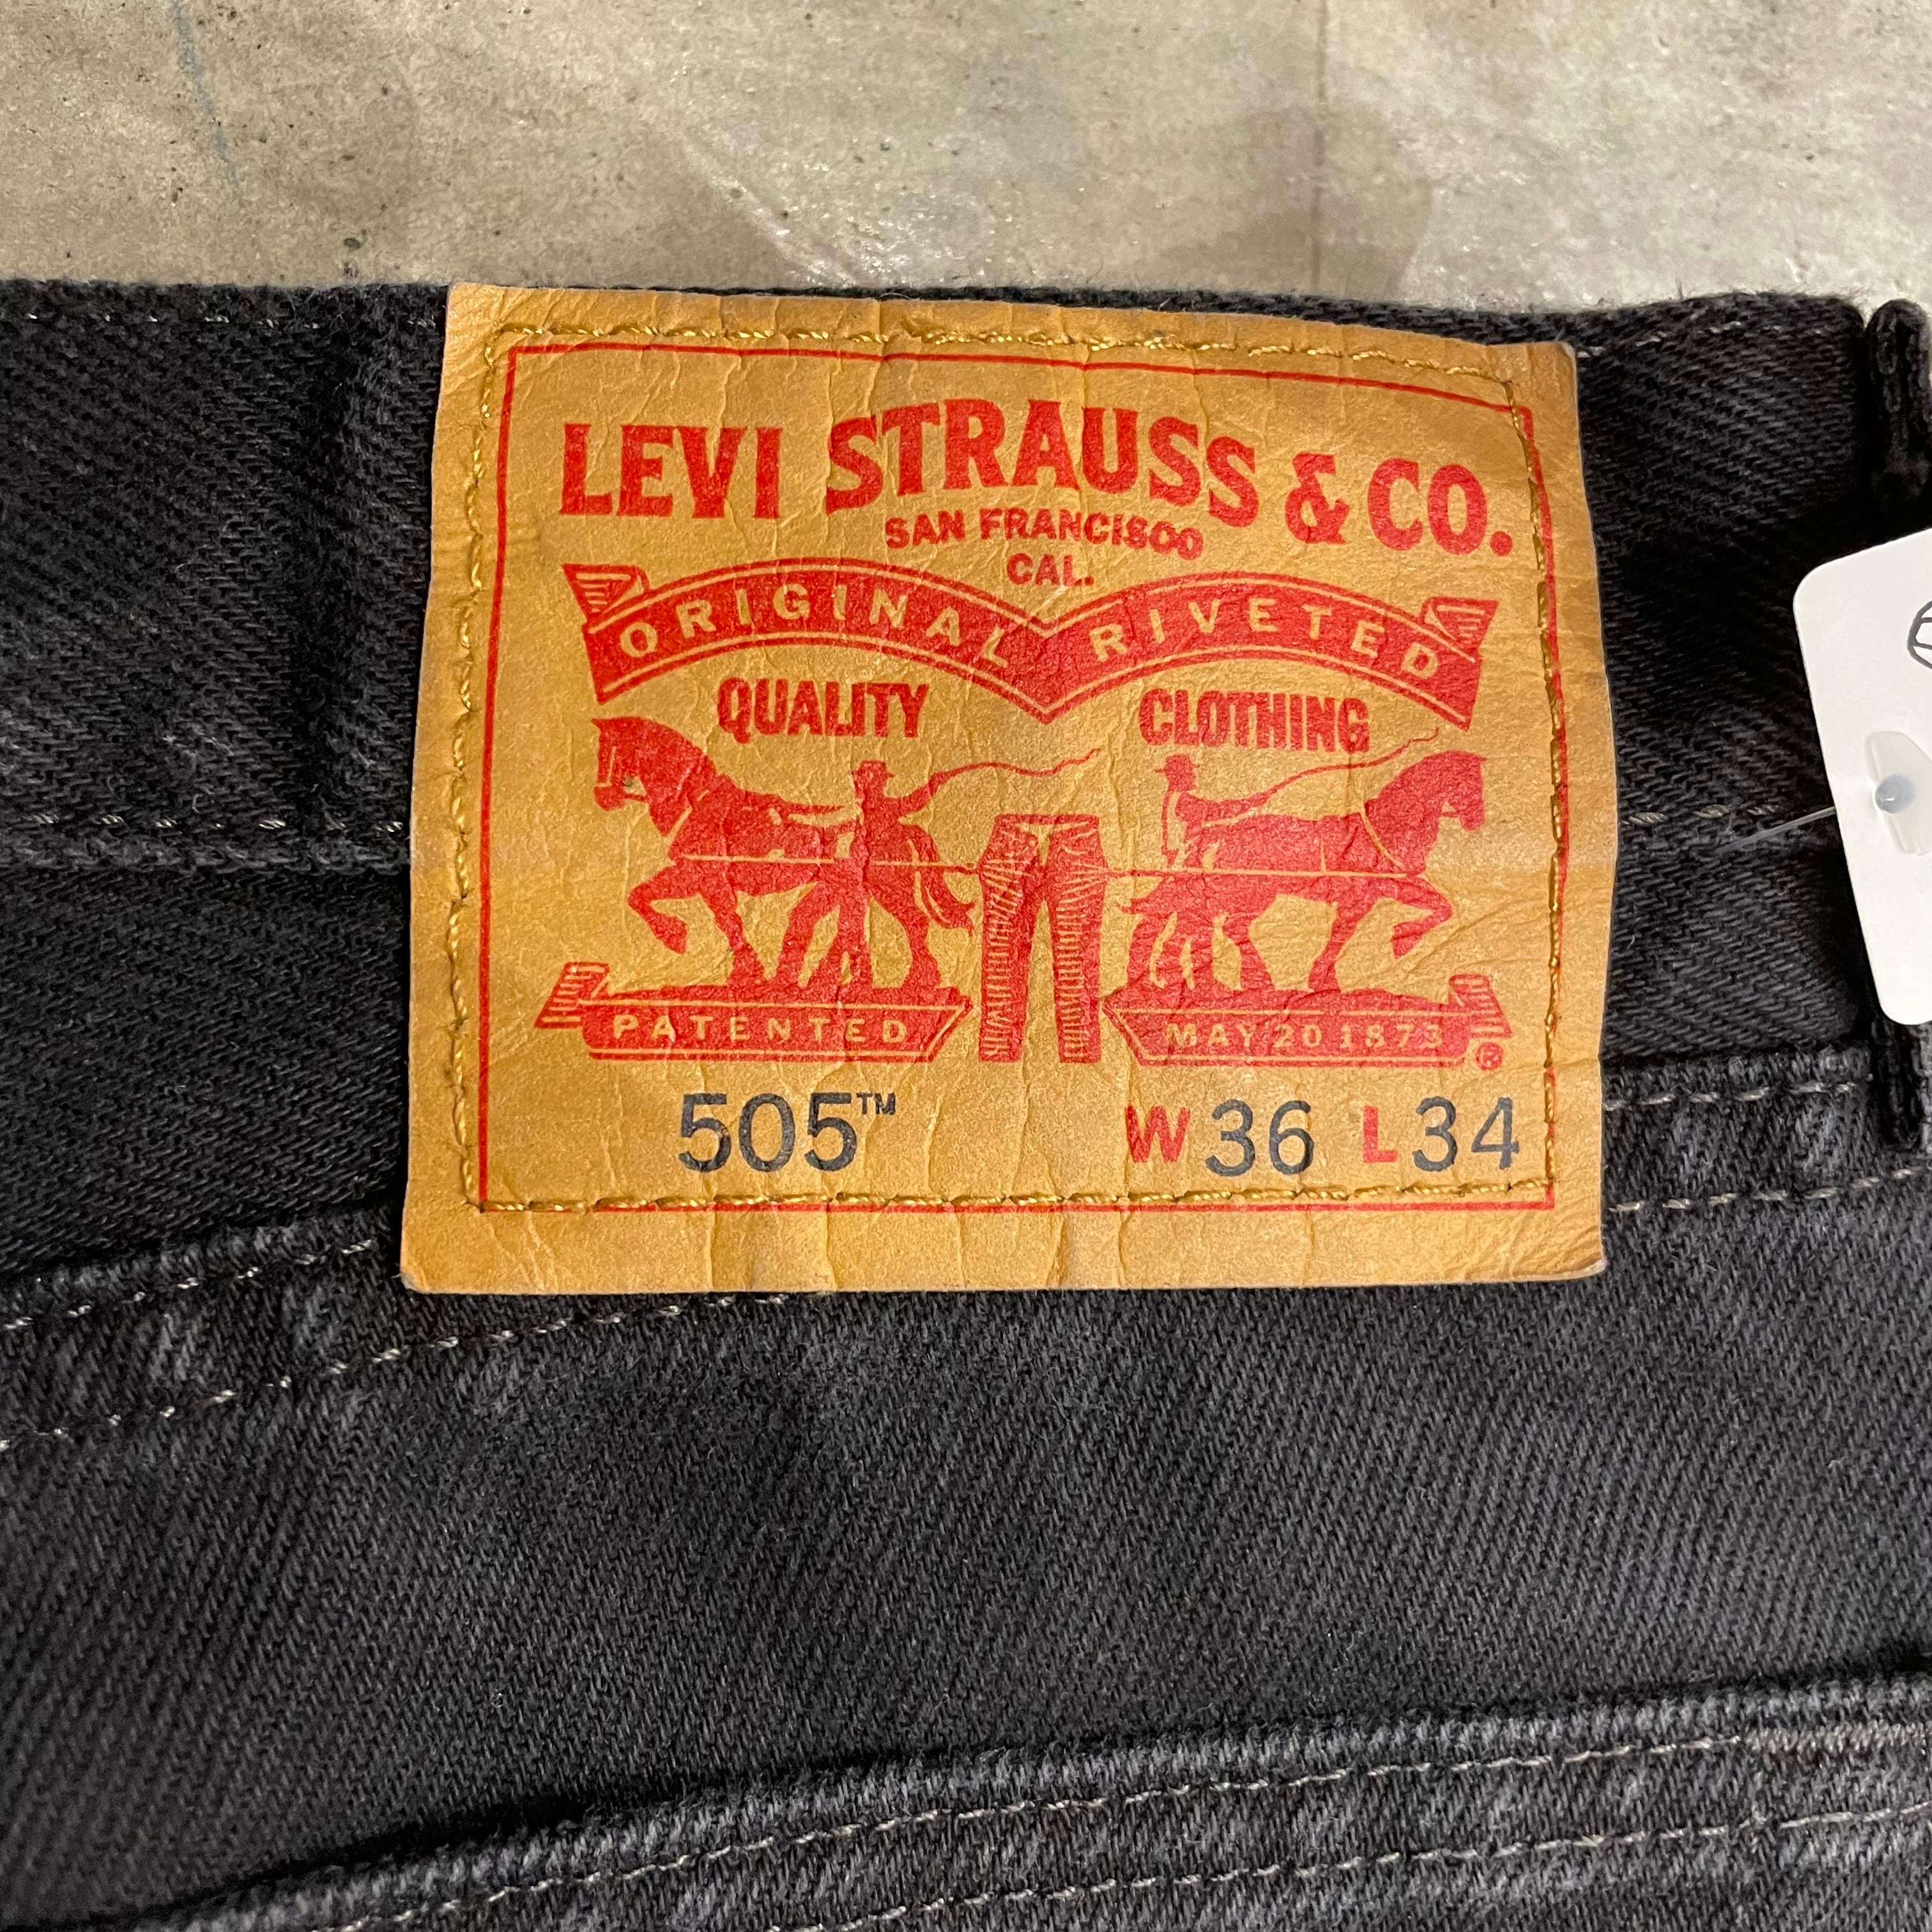 LEVI STRAUSS & CO.
SAN FRANCISCO
CAL.
ORIGINAL RIVETED
QUALITY CLOTHING
PATENTED MAY 20 1873 ®
505™ W 36 L 34